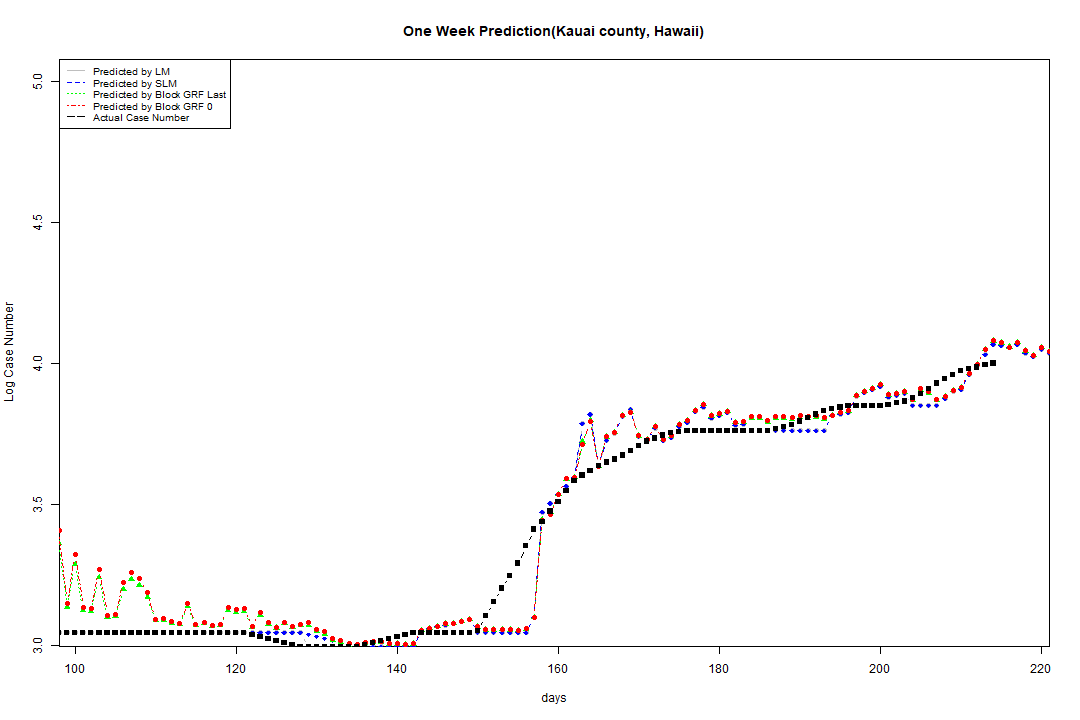 One Week Prediction(Kauai county, Hawaii)
Predicted by LM
Predicted by SLM
Predicted by Block GRF Last
Predicted by Block GRF 0
Actual Case Number
Log Case Number
5.0
4.5
4.0
3.5
3.0
100 120 140 160 180 200 220
days